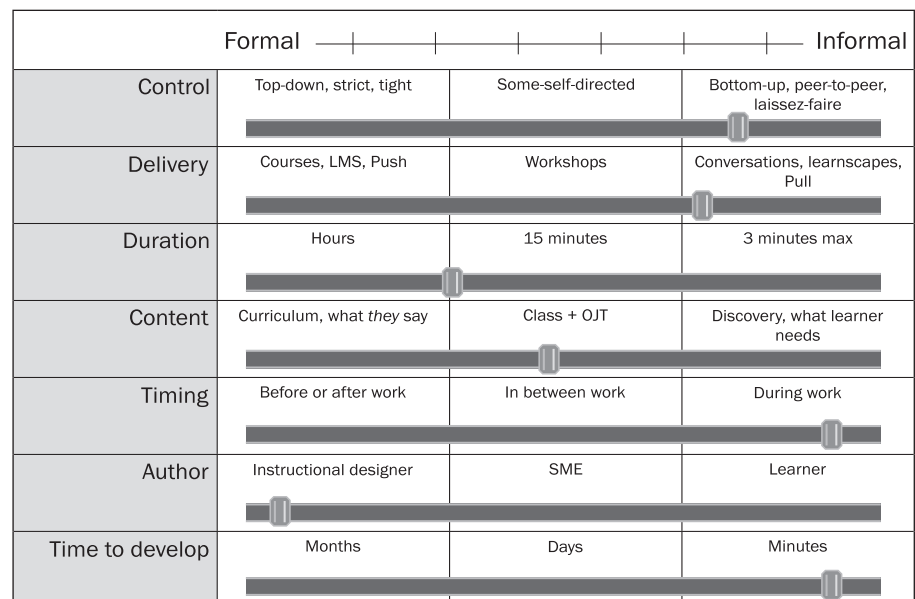 Formal Informal
Control
Top-down, strict, tight
Some-self-directed
Bottom-up, peer-to-peer,
laissez-faire
Delivery
Courses, LMS, Push
Workshops
Conversations, learnscapes,
Pull
Duration
Hours
15 minutes
3 minutes max
Content
Curriculum, what they say
Class + OJT
Discovery, what learner
needs
Timing
Before or after work
In between work
During work
Author
Instructional designer
SME
Learner
Time to develop
Months
Days
Minutes